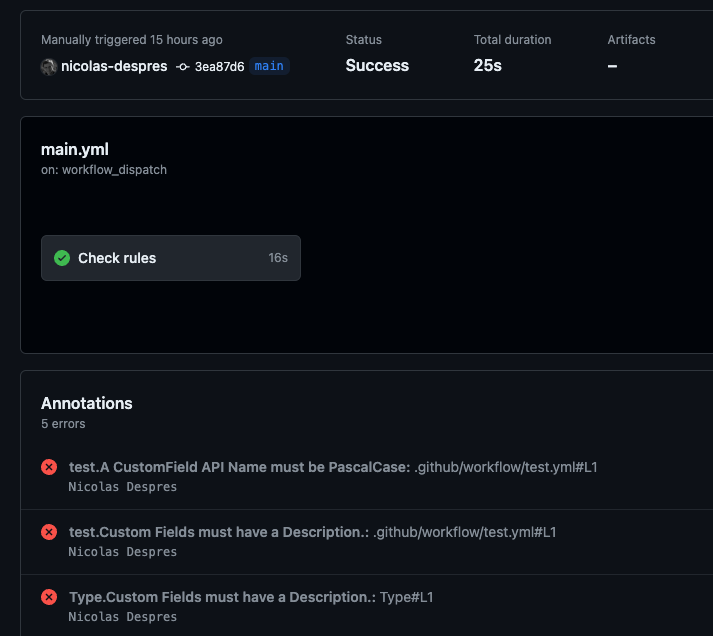 Manually triggered 15 hours ago Status Total duration Artifacts
nicolas-despres 3ea87d6 main Success 25s –
main.yml
on: workflow_dispatch
Check rules 16s
Annotations
5 errors
test.A CustomField API Name must be PascalCase: .github/workflow/test.yml#L1
Nicolas Despres
test.Custom Fields must have a Description.: .github/workflow/test.yml#L1
Nicolas Despres
Type.Custom Fields must have a Description.: Type#L1
Nicolas Despres